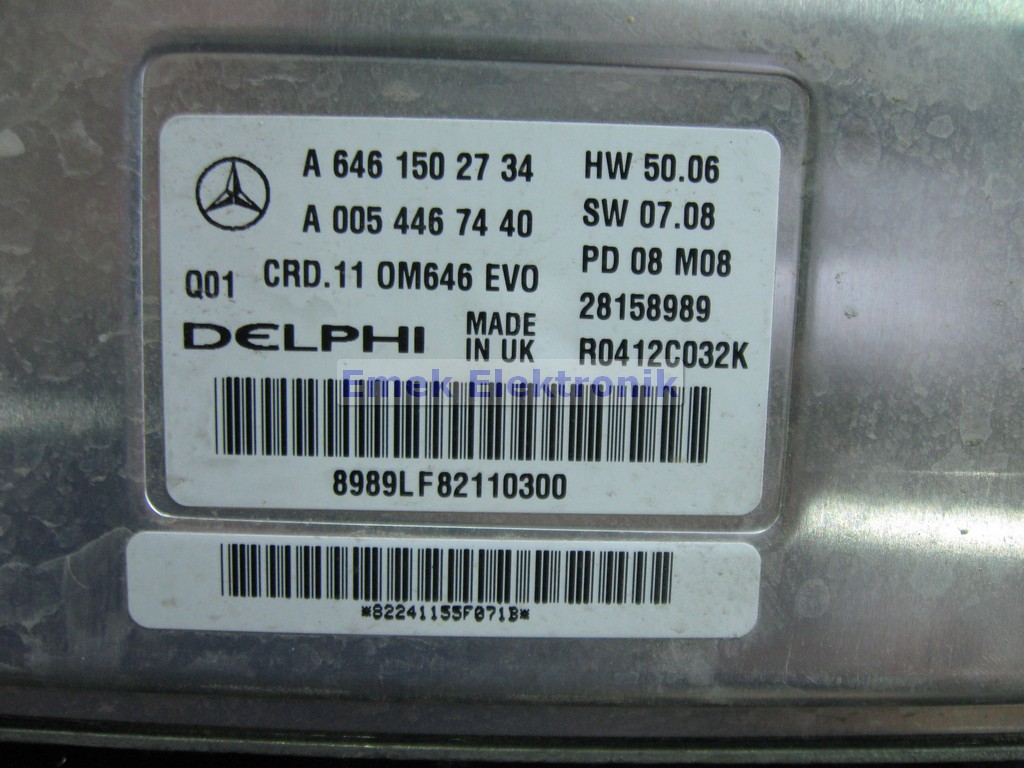 A 646 150 27 34 HW 50.06
A 005 446 74 40 SW 07.08
Q01 CRD.11 OM646 EVO PD 08 M08
28158989
DELPHI MADE IN UK R0412C032K
Emek Elektronik
8989LF82110300
*82241155F071B*